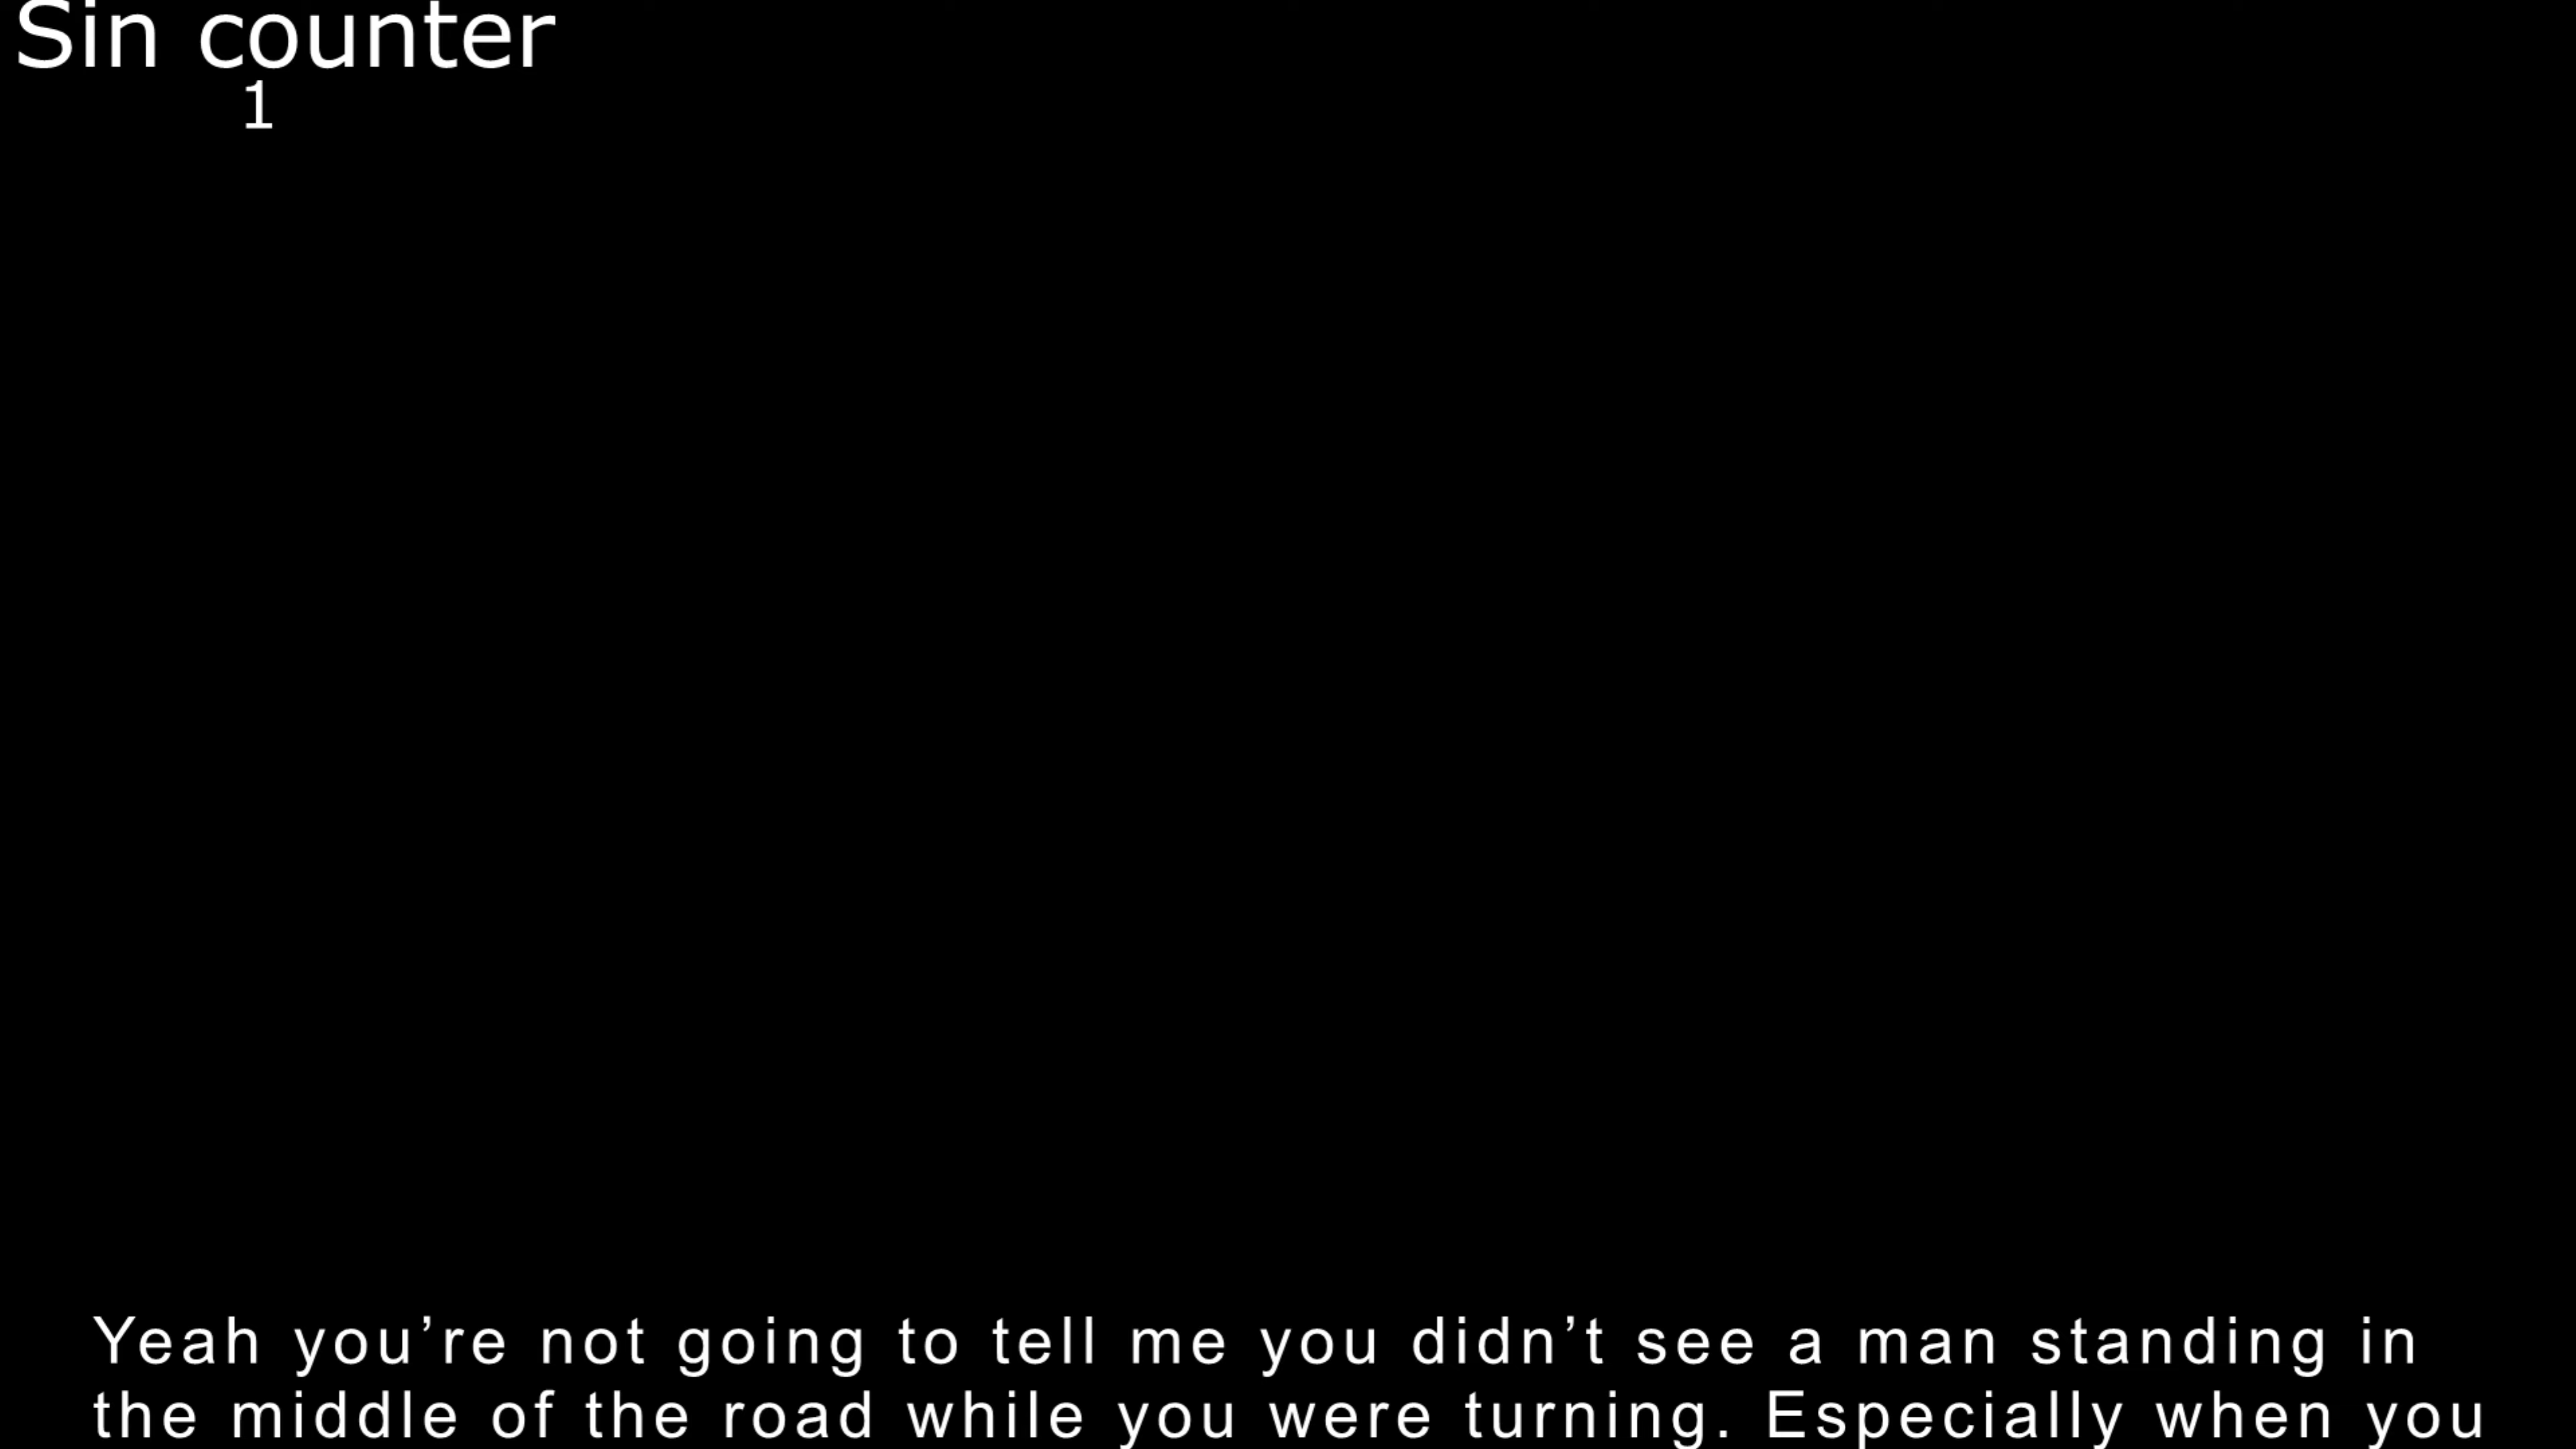 Sin counter
1
Yeah you’re not going to tell me you didn’t see a man standing in
the middle of the road while you were turning. Especially when you